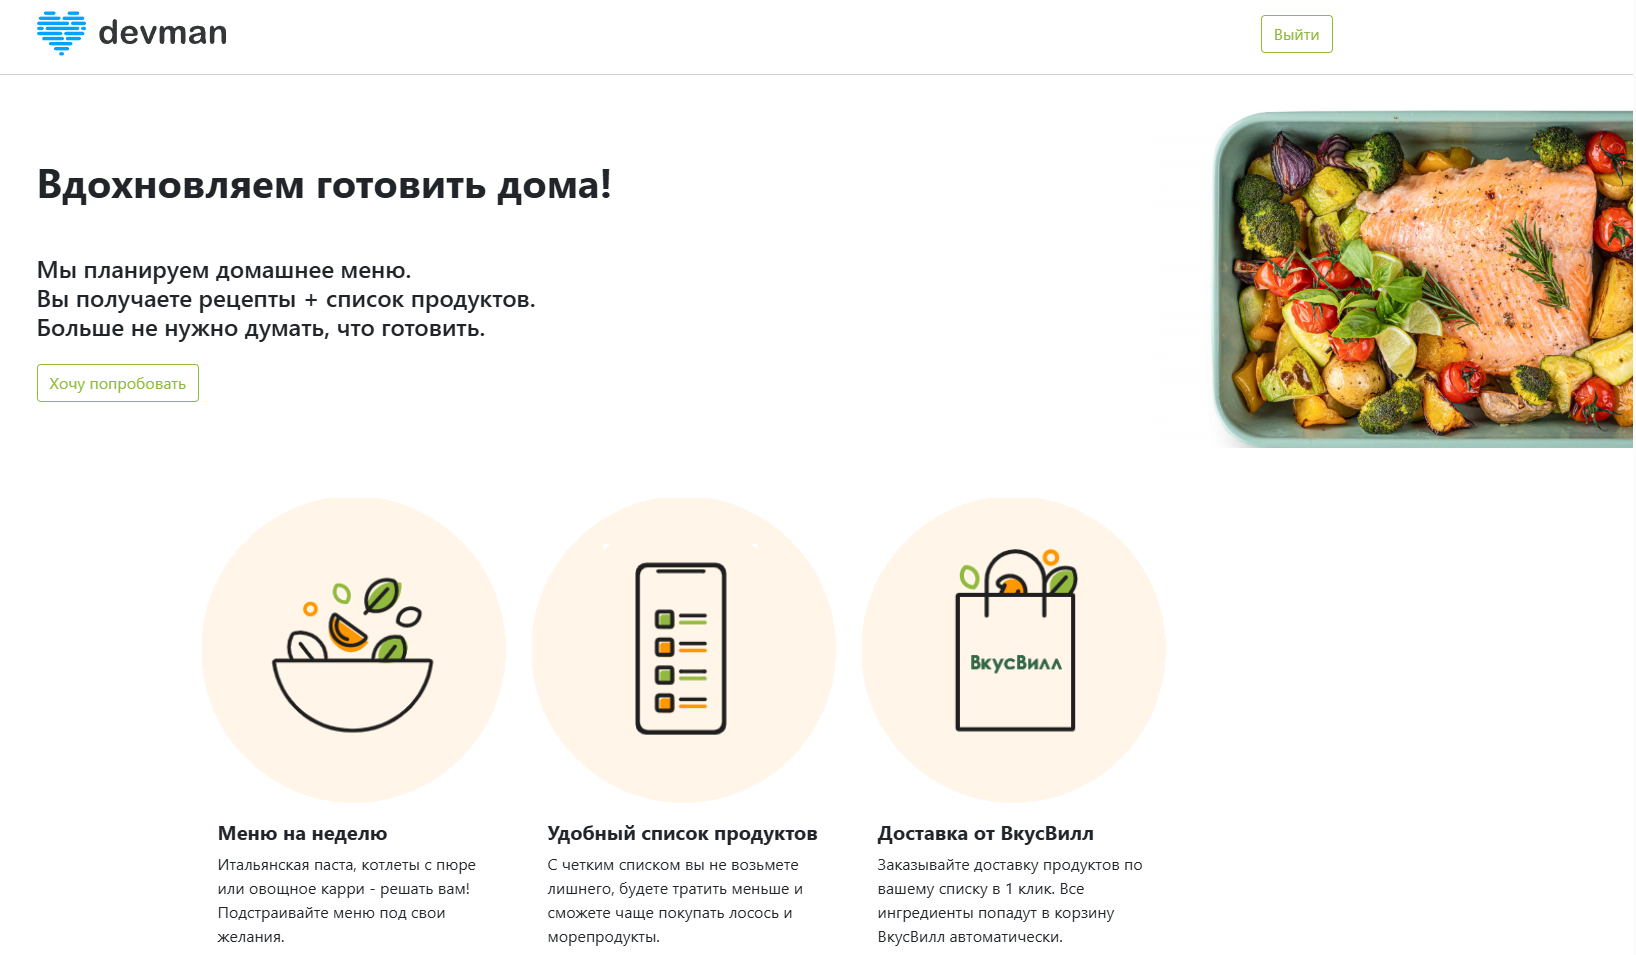 devman
Выйти
Вдохновляем готовить дома!
Мы планируем домашнее меню.
Вы получаете рецепты + список продуктов.
Больше не нужно думать, что готовить.
Хочу попробовать
ВкусВилл
Меню на неделю
Итальянская паста, котлеты с пюре
или овощное карри - решать вам!
Подстраивайте меню под свои
желания.
Удобный список продуктов
С четким списком вы не возьмете
лишнего, будете тратить меньше и
сможете чаще покупать лосось и
морепродукты.
Доставка от ВкусВилл
Заказывайте доставку продуктов по
вашему списку в 1 клик. Все
ингредиенты попадут в корзину
ВкусВилл автоматически.